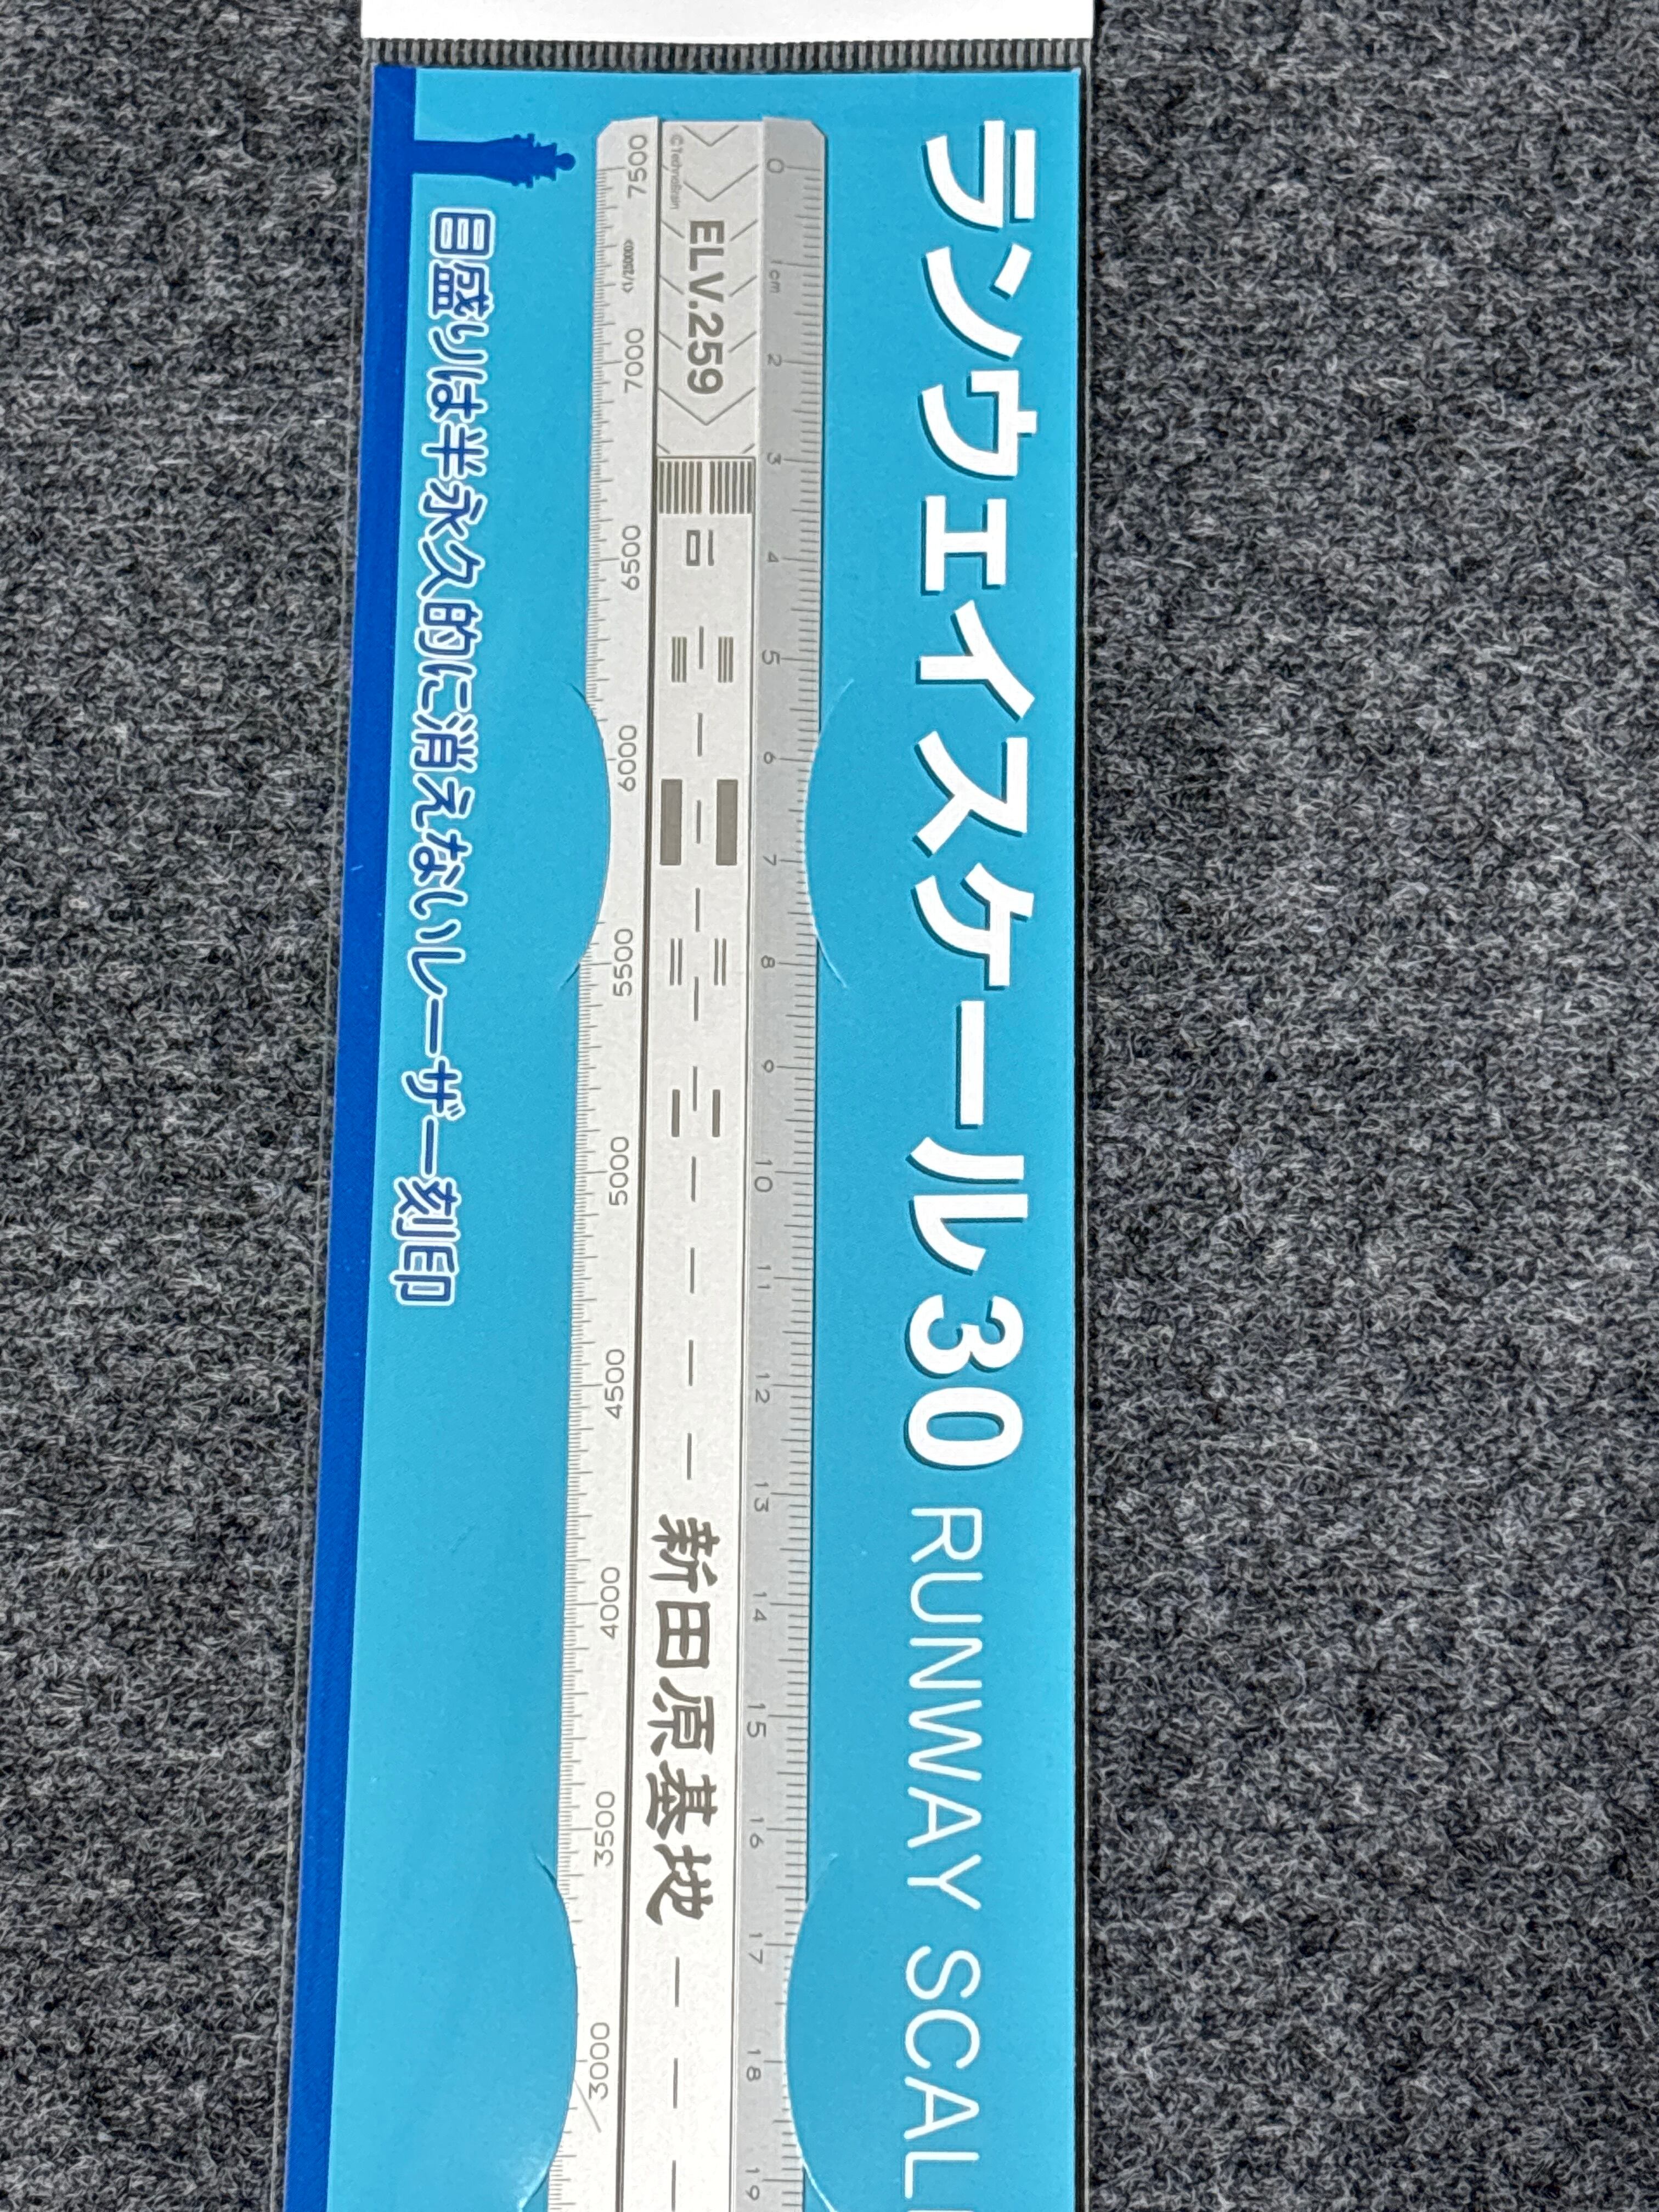 ランウェイスケール30 RUNWAY SCAL
0 1cm 2 3 4 5 6 7 8 9 10 11 12 13 14 15 16 17 18 19
©TechnoBrain
ELV.259
新田原基地
7500 <1/25000> 7000 6500 6000 5500 5000 4500 4000 3500 3000
目盛りは半永久的に消えないレーザー刻印